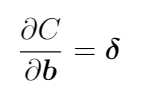 ∂C/∂𝒃 = 𝜹